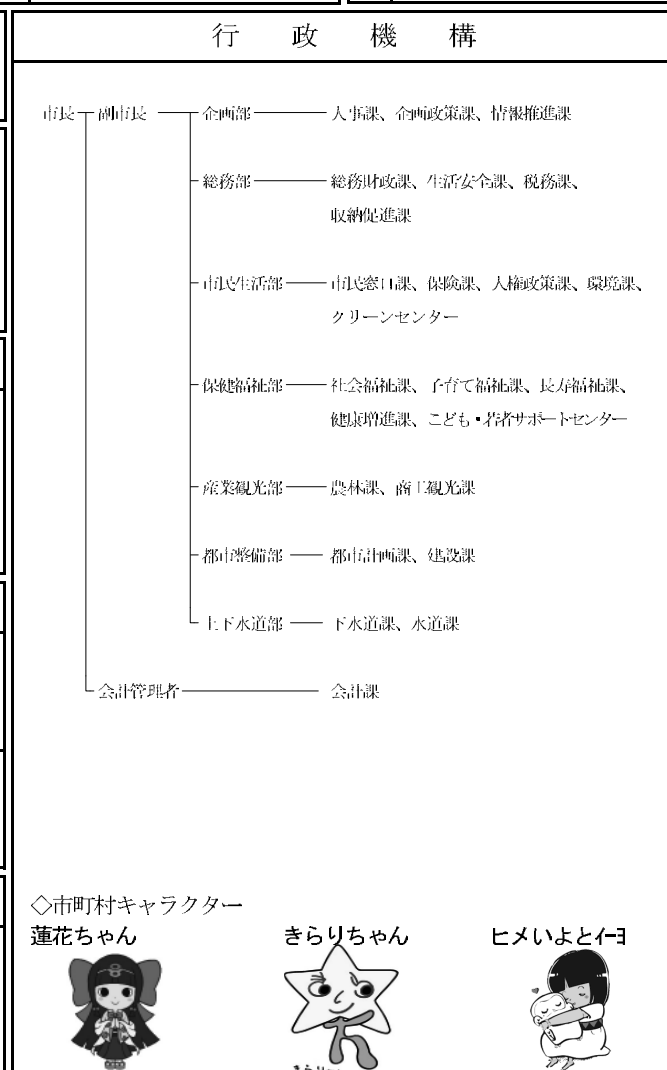 行　政　機　構
市長　副市長　企画部　人事課、企画政策課、情報推進課
総務部　総務財政課、生活安全課、税務課、
収納促進課
市民生活部　市民窓口課、保険課、人権政策課、環境課、
クリーンセンター
保健福祉部　社会福祉課、子育て福祉課、長寿福祉課、
健康増進課、こども・若者サポートセンター
産業観光部　農林課、商工観光課
都市整備部　都市計画課、建設課
上下水道部　下水道課、水道課
会計管理者　会計課
◇市町村キャラクター
蓮花ちゃん　きらりちゃん　ヒメいよとイーヨ